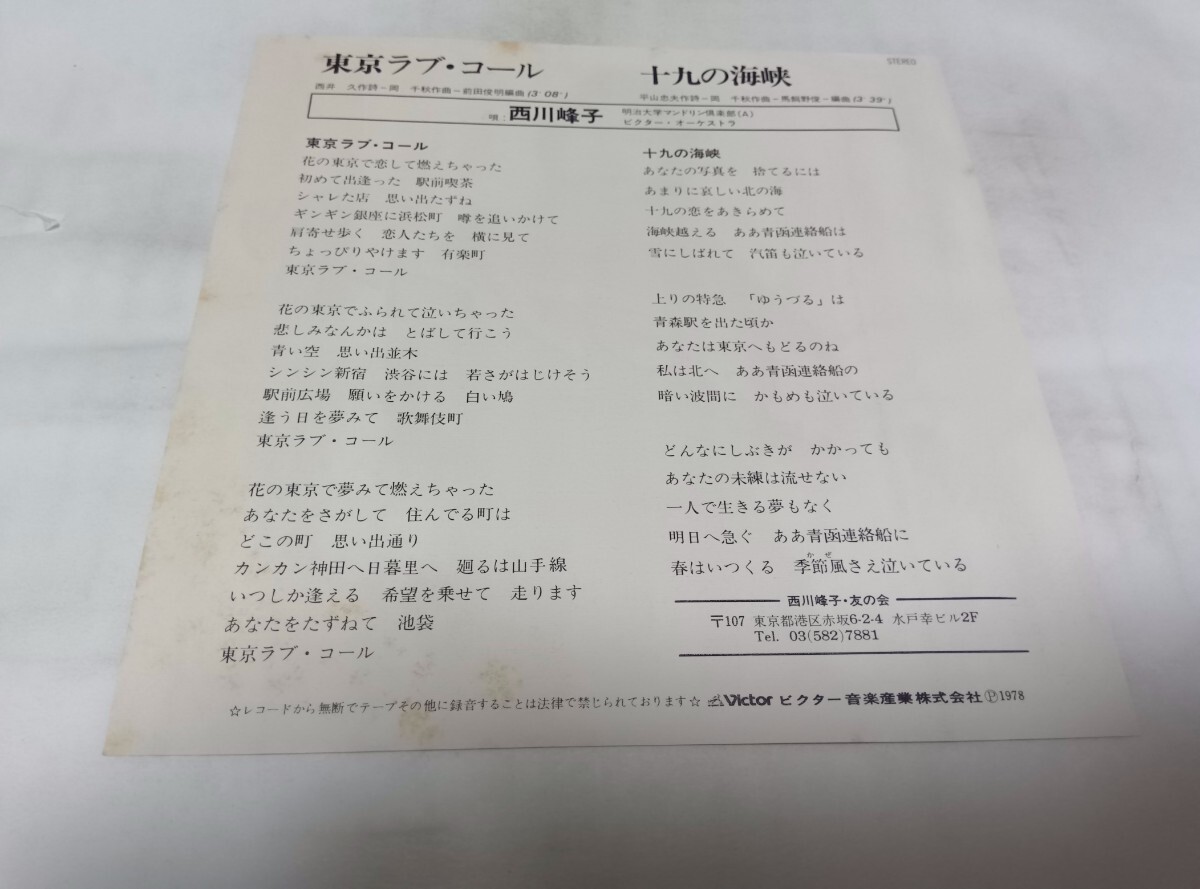 STEREO
東京ラブ・コール
西井 久作詩−岡 千秋作曲−前田俊明編曲(3′08″)
十九の海峡
平山忠夫作詩−岡 千秋作曲−馬飼野俊一編曲(3′39″)
唄:西川峰子
明治大学マンドリン倶楽部(A)
ビクター・オーケストラ
東京ラブ・コール
花の東京で恋して燃えちゃった
初めて出逢った 駅前喫茶
シャレた店 思い出たずね
ギンギン銀座に浜松町 噂を追いかけて
肩寄せ歩く 恋人たちを 横に見て
ちょっぴりやけます 有楽町
東京ラブ・コール
花の東京でふられて泣いちゃった
悲しみなんかは とばして行こう
青い空 思い出並木
シンシン新宿 渋谷には 若さがはじけそう
駅前広場 願いをかける 白い鳩
逢う日を夢みて 歌舞伎町
東京ラブ・コール
花の東京で夢みて燃えちゃった
あなたをさがして 住んでる町は
どこの町 思い出通り
カンカン神田へ日暮里へ 廻るは山手線
いつしか逢える 希望を乗せて 走ります
あなたをたずねて 池袋
東京ラブ・コール
十九の海峡
あなたの写真を 捨てるには
あまりに哀しい北の海
十九の恋をあきらめて
海峡越える ああ青函連絡船は
雪にしばれて 汽笛も泣いている
上りの特急 「ゆうづる」は
青森駅を出た頃か
あなたは東京へもどるのね
私は北へ ああ青函連絡船の
暗い波間に かもめも泣いている
どんなにしぶきが かかっても
あなたの未練は流せない
一人で生きる夢もなく
明日へ急ぐ ああ青函連絡船に
かぜ
春はいつくる 季節風さえ泣いている
西川峰子・友の会
〒107 東京都港区赤坂6-2-4 水戸幸ビル2F
Tel. 03(582)7881
☆レコードから無断でテープその他に録音することは法律で禁じられております☆ Victor ビクター音楽産業株式会社 Ⓟ1978